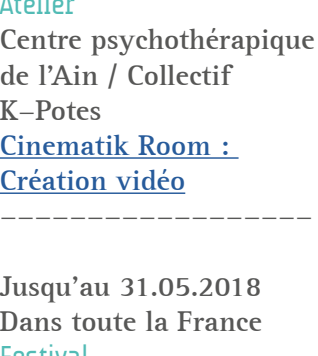 Atelier
Centre psychothérapique
de l’Ain / Collectif
K–Potes
Cinematik Room :
Création vidéo
––––––––––––––––––
Jusqu’au 31.05.2018
Dans toute la France
Festival